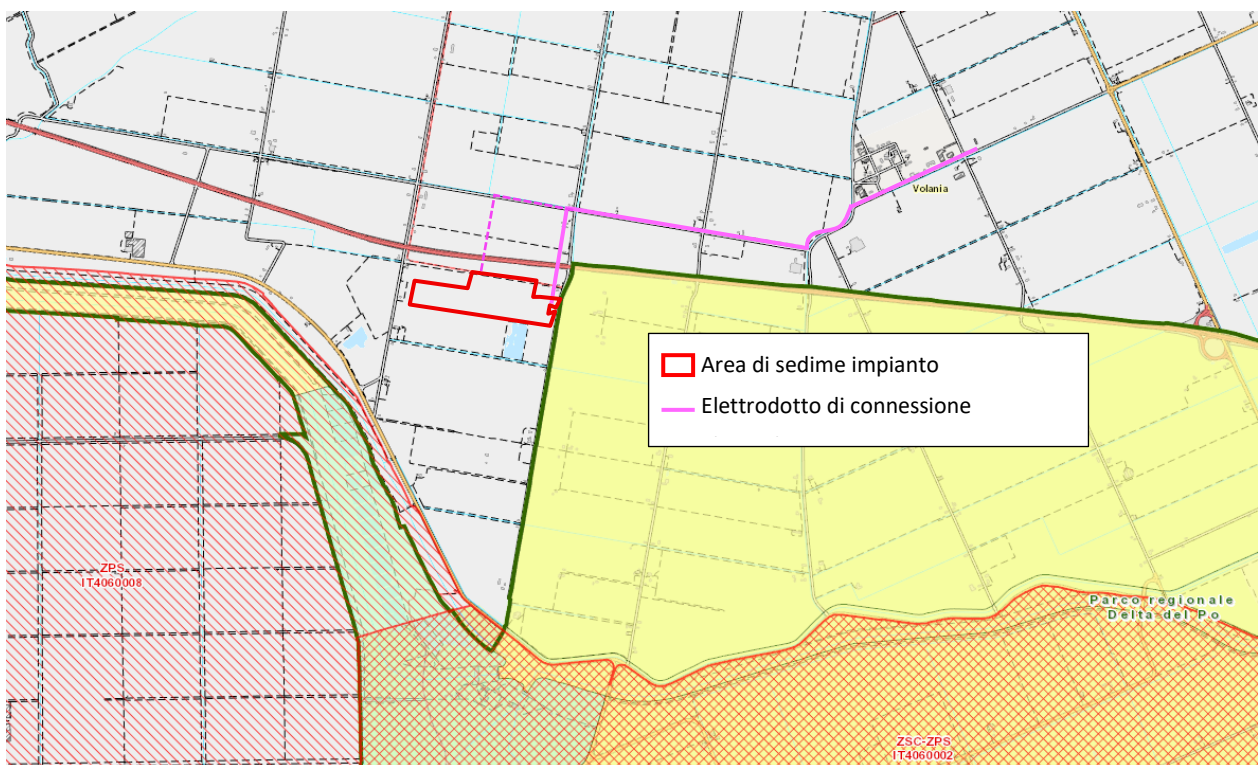 Volania
Area di sedime impianto
Elettrodotto di connessione
ZPS
IT4060008
Parco regionale
Delta del Po
ZSC-ZPS
IT4060002